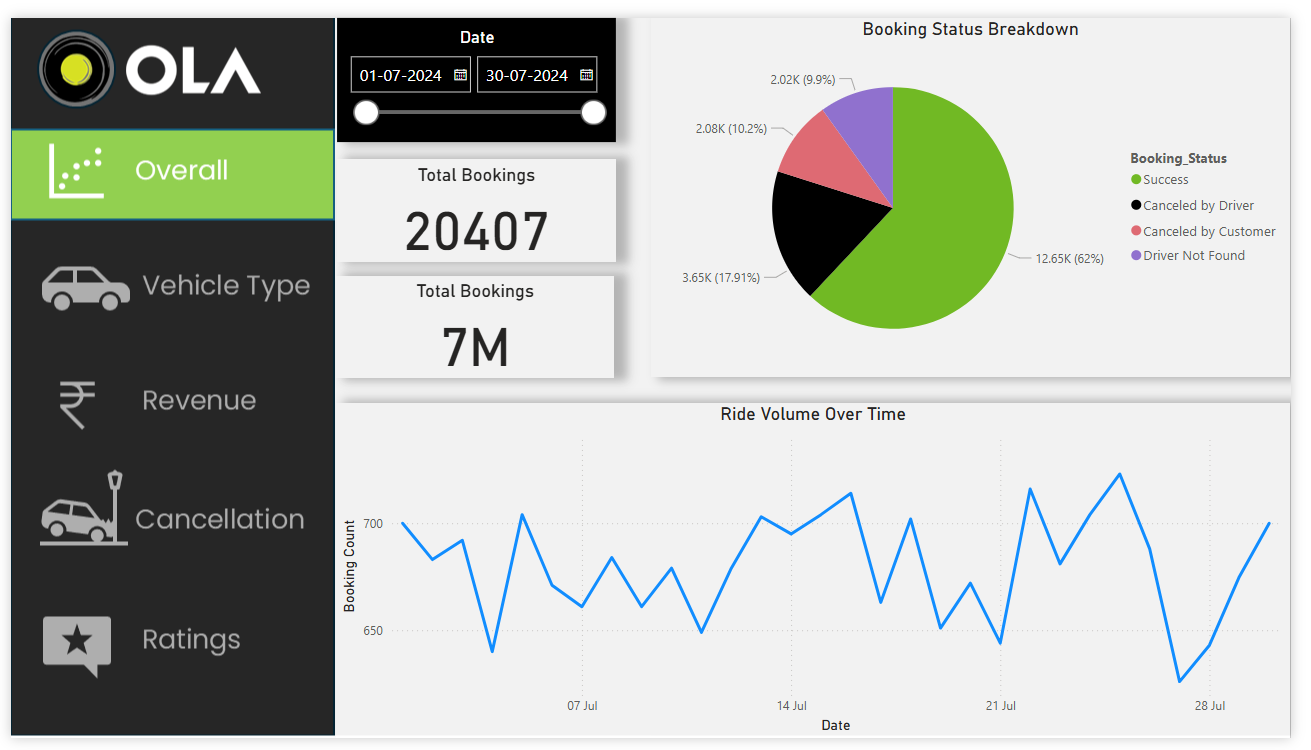 OLA
Overall
Vehicle Type
Revenue
Cancellation
Ratings
Date
01-07-2024 30-07-2024
Total Bookings
20407
Total Bookings
7M
Booking Status Breakdown
2.02K (9.9%)
2.08K (10.2%)
3.65K (17.91%)
12.65K (62%)
Booking_Status
Success
Canceled by Driver
Canceled by Customer
Driver Not Found
Ride Volume Over Time
Booking Count
700
650
07 Jul 14 Jul 21 Jul 28 Jul
Date